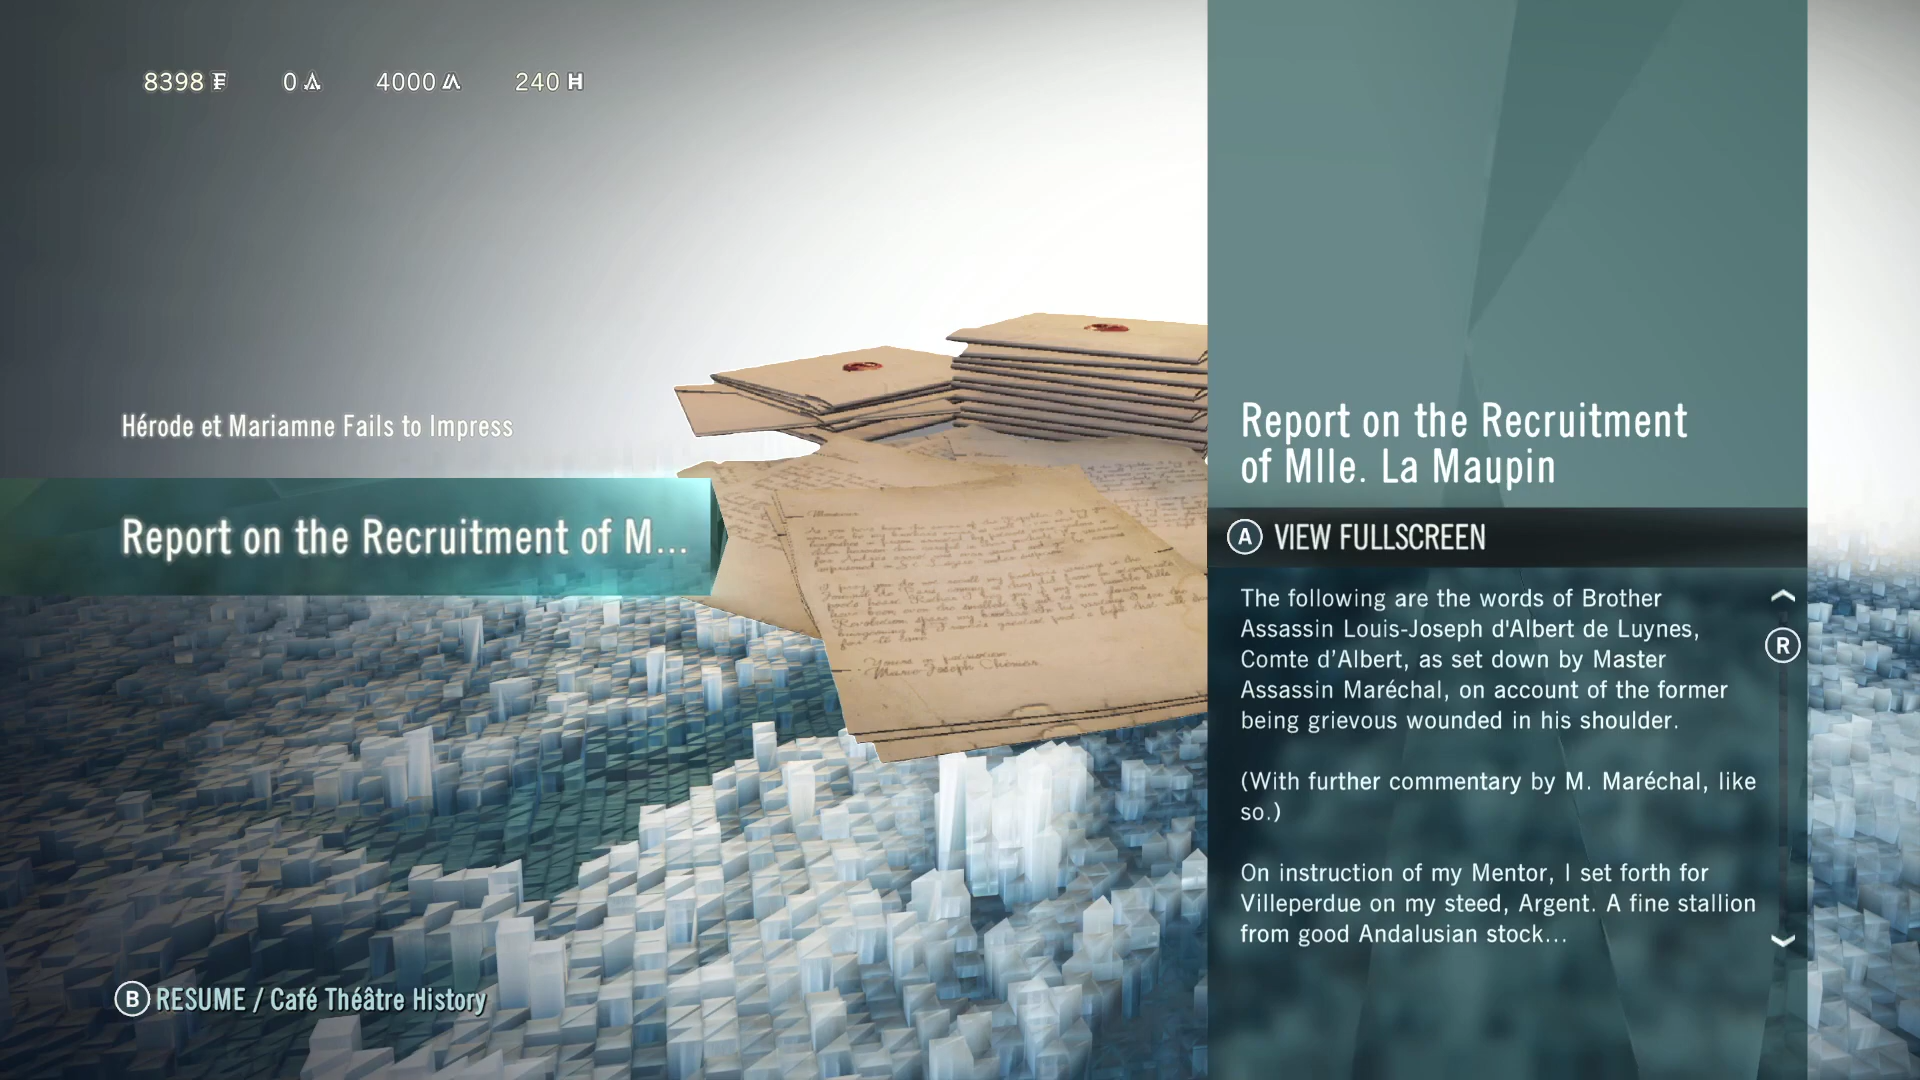 8398 0 4000 240 H
Hérode et Mariamne Fails to Impress
Report on the Recruitment of M...
B RESUME / Café Théâtre History
Report on the Recruitment
of Mlle. La Maupin
A VIEW FULLSCREEN
The following are the words of Brother
Assassin Louis-Joseph d'Albert de Luynes,
Comte d’Albert, as set down by Master
Assassin Maréchal, on account of the former
being grievous wounded in his shoulder.
(With further commentary by M. Maréchal, like
so.)
On instruction of my Mentor, I set forth for
Villeperdue on my steed, Argent. A fine stallion
from good Andalusian stock...
R